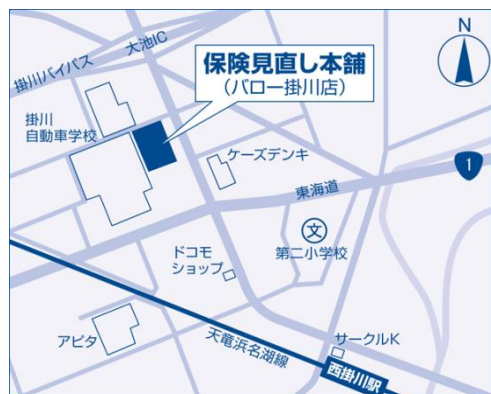 掛川バイパス
大池IC
保険見直し本舗
（バロー掛川店）
N
掛川
自動車学校
ケーズデンキ
東海道
1
文
第二小学校
ドコモ
ショップ
アピタ
天竜浜名湖線
サークルK
西掛川駅